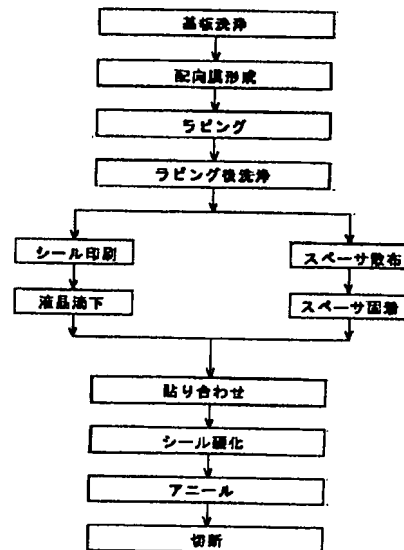 基板洗浄
配向膜形成
ラビング
ラビング後洗浄
シール印刷
スペーサ散布
液晶滴下
スペーサ固着
貼り合わせ
シール硬化
アニール
切断